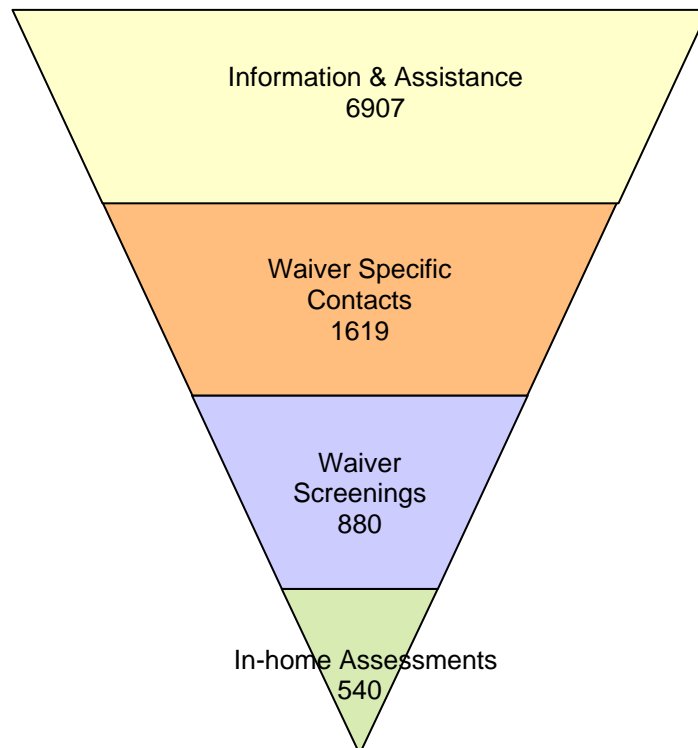 Information & Assistance
6907
Waiver Specific
Contacts
1619
Waiver
Screenings
880
In-home Assessments
540